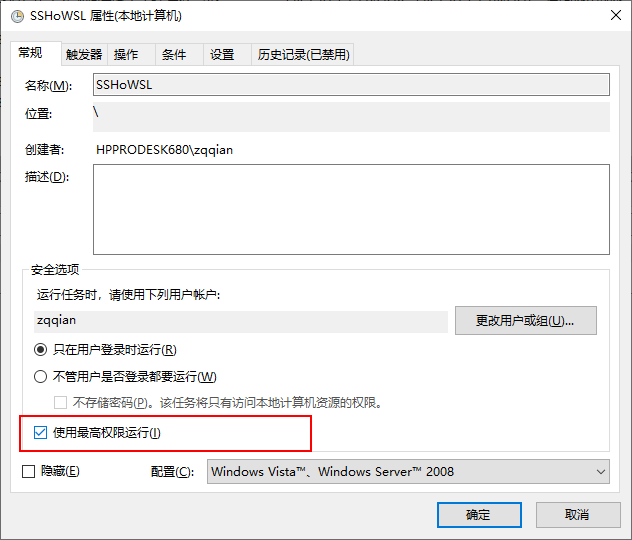 SSHoWSL 属性(本地计算机)
常规 触发器 操作 条件 设置 历史记录(已禁用)
名称(M): SSHoWSL
位置: \
创建者: HPPRODESK680\zqqian
描述(D):
安全选项
运行任务时，请使用下列用户帐户:
zqqian 更改用户或组(U)...
只在用户登录时运行(R)
不管用户是否登录都要运行(W)
不存储密码(P)。该任务将只有访问本地计算机资源的权限。
使用最高权限运行(I)
隐藏(E) 配置(C): Windows Vista™、Windows Server™ 2008
确定 取消